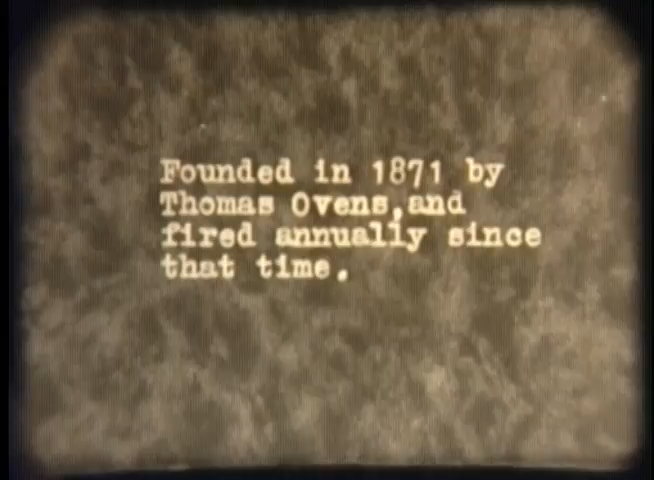 Founded in 1871 by
Thomas Ovens,and
fired annually since
that time.